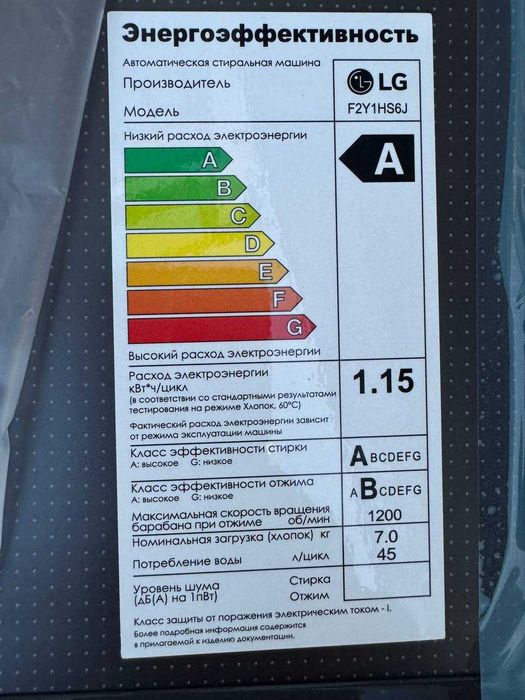 Энергоэффективность
Автоматическая стиральная машина
Производитель LG
Модель F2Y1HS6J
Низкий расход электроэнергии
A A
B
C
D
E
F
G
Высокий расход электроэнергии
Расход электроэнергии
кВт*ч/цикл 1.15
(в соответствии со стандартными результатами
тестирования на режиме Хлопок, 60°C)
Фактический расход электроэнергии зависит
от режима эксплуатации машины
Класс эффективности стирки
A: высокое G: низкое ABCDEFG
Класс эффективности отжима
A: высокое G: низкое ABCDEFG
Максимальная скорость вращения
барабана при отжиме об/мин 1200
Номинальная загрузка (хлопок) кг 7.0
Потребление воды л/цикл 45
Уровень шума Стирка
(дБ(А) на 1пВт) Отжим
Класс защиты от поражения электрическим током - I.
Более подробная информация содержится
в прилагаемой к изделию документации.